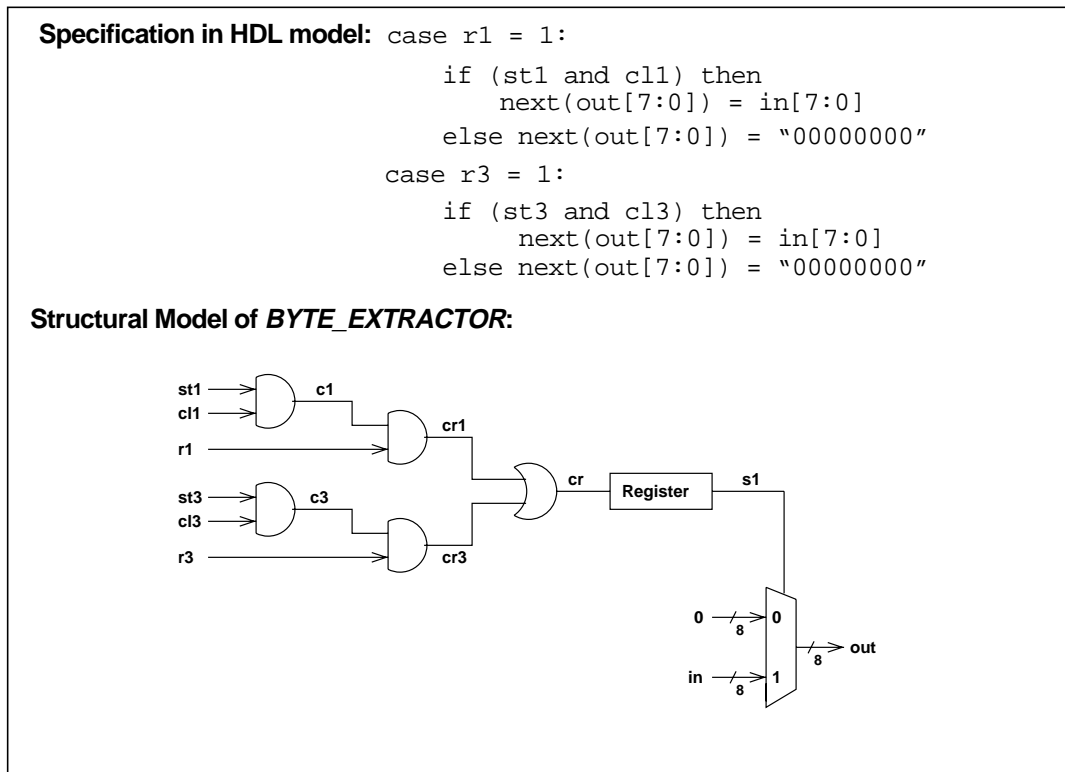 Specification in HDL model: case r1 = 1:
if (st1 and cl1) then
next(out[7:0]) = in[7:0]
else next(out[7:0]) = “00000000”
case r3 = 1:
if (st3 and cl3) then
next(out[7:0]) = in[7:0]
else next(out[7:0]) = “00000000”
Structural Model of BYTE_EXTRACTOR:
st1
c1
cl1
cr1
r1
cr
Register
s1
st3
c3
cl3
r3
cr3
0
8
0
8
out
in
8
1